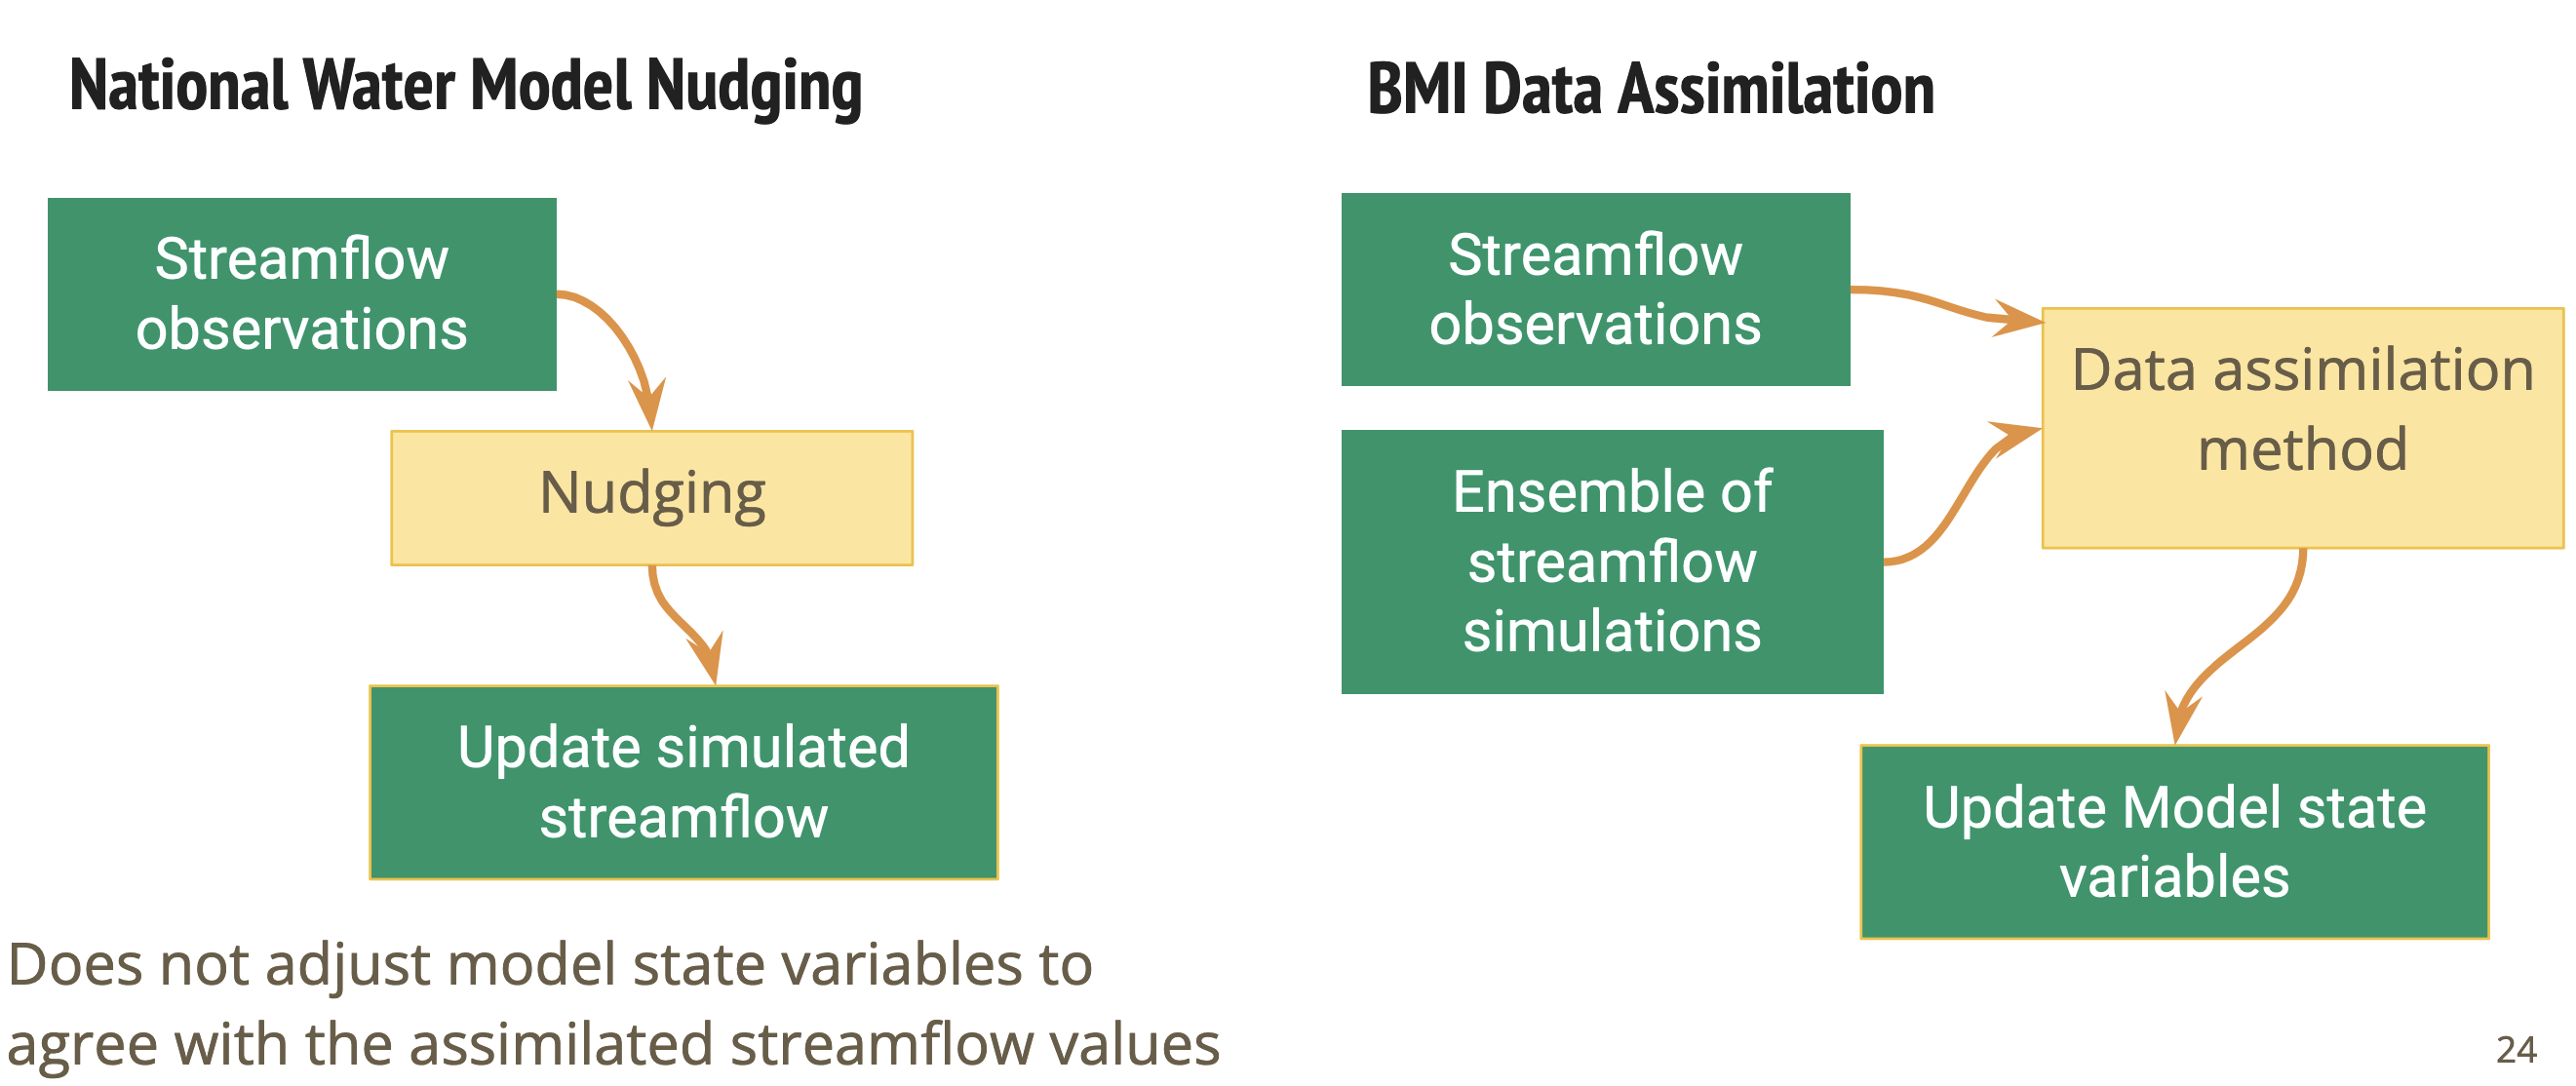 National Water Model Nudging
Streamflow
observations
Nudging
Update simulated
streamflow
Does not adjust model state variables to
agree with the assimilated streamflow values
BMI Data Assimilation
Streamflow
observations
Ensemble of
streamflow
simulations
Data assimilation
method
Update Model state
variables
24